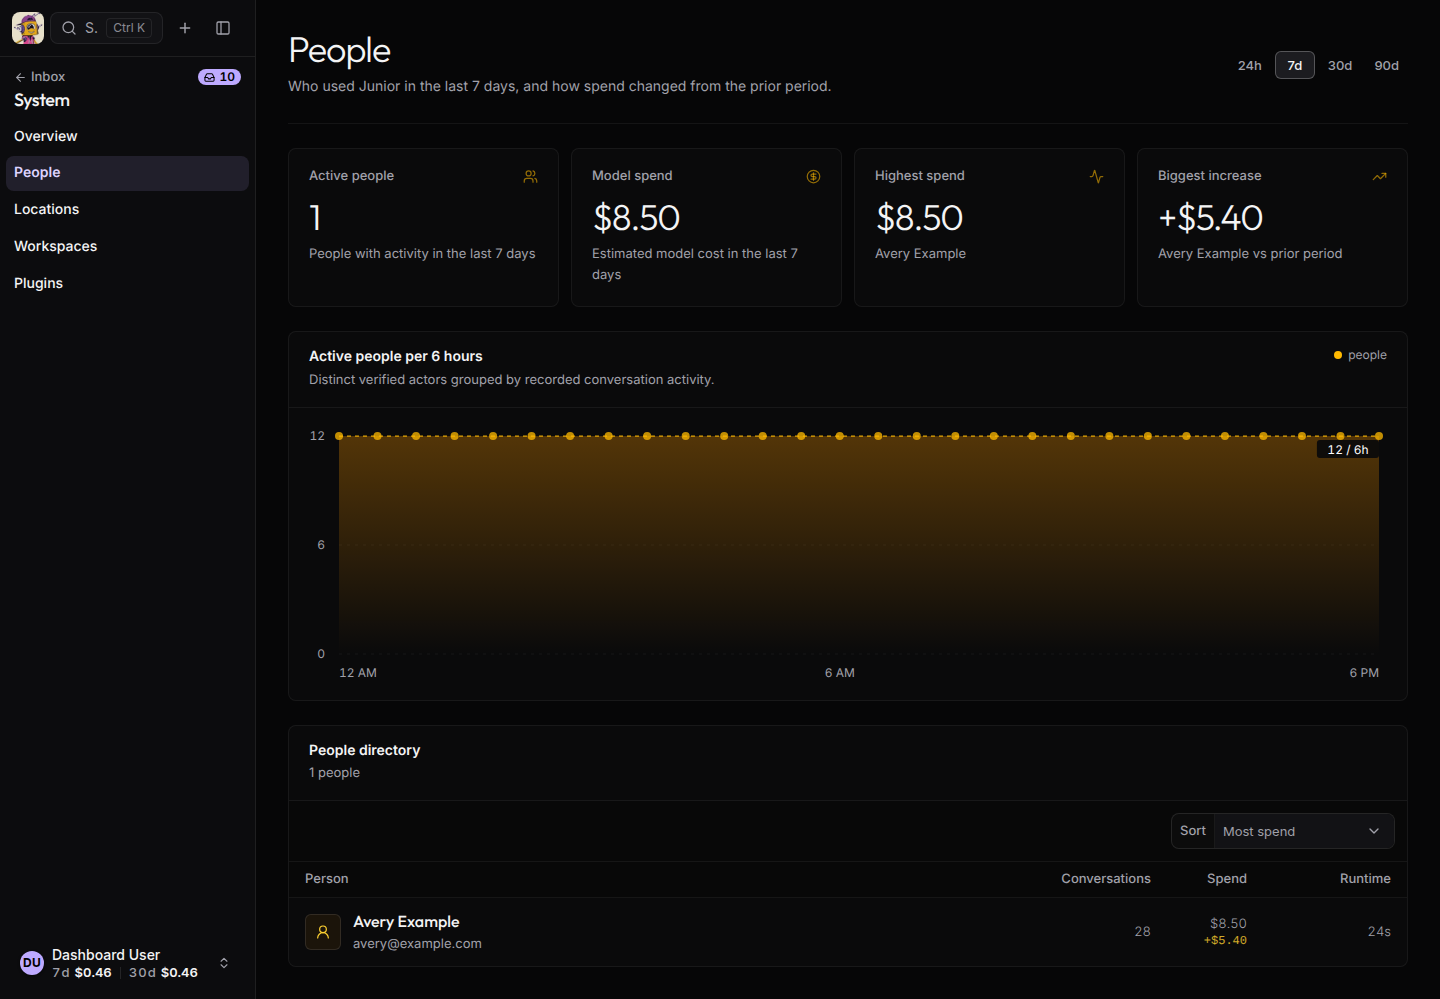 S.
Ctrl K
Inbox
10
System
Overview
People
Locations
Workspaces
Plugins
Dashboard User
DU
7d $0.46 | 30d $0.46
People
Who used Junior in the last 7 days, and how spend changed from the prior period.
24h 7d 30d 90d
Active people
1
People with activity in the last 7 days
Model spend
$8.50
Estimated model cost in the last 7
days
Highest spend
$8.50
Avery Example
Biggest increase
+$5.40
Avery Example vs prior period
Active people per 6 hours
people
Distinct verified actors grouped by recorded conversation activity.
12
12 / 6h
6
0
12 AM 6 AM 6 PM
People directory
1 people
Sort Most spend
Person Conversations Spend Runtime
Avery Example
avery@example.com
28
$8.50
+$5.40
24s